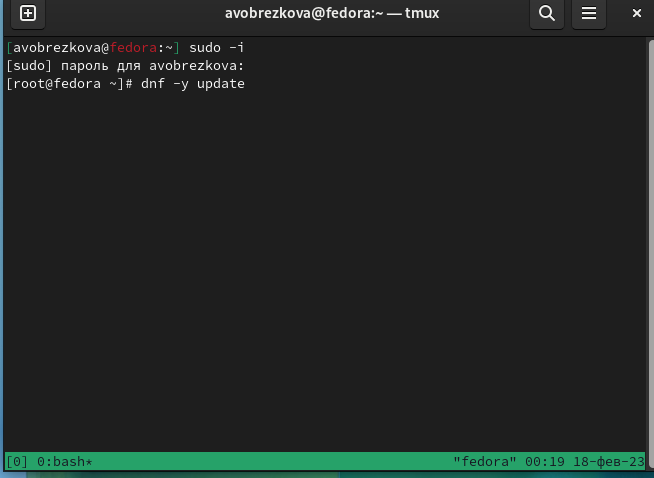 avobrezkova@fedora:~ — tmux
[avobrezkova@fedora:~] sudo -i
[sudo] пароль для avobrezkova:
[root@fedora ~]# dnf -y update
[0] 0:bash* "fedora" 00:19 18-фев-23